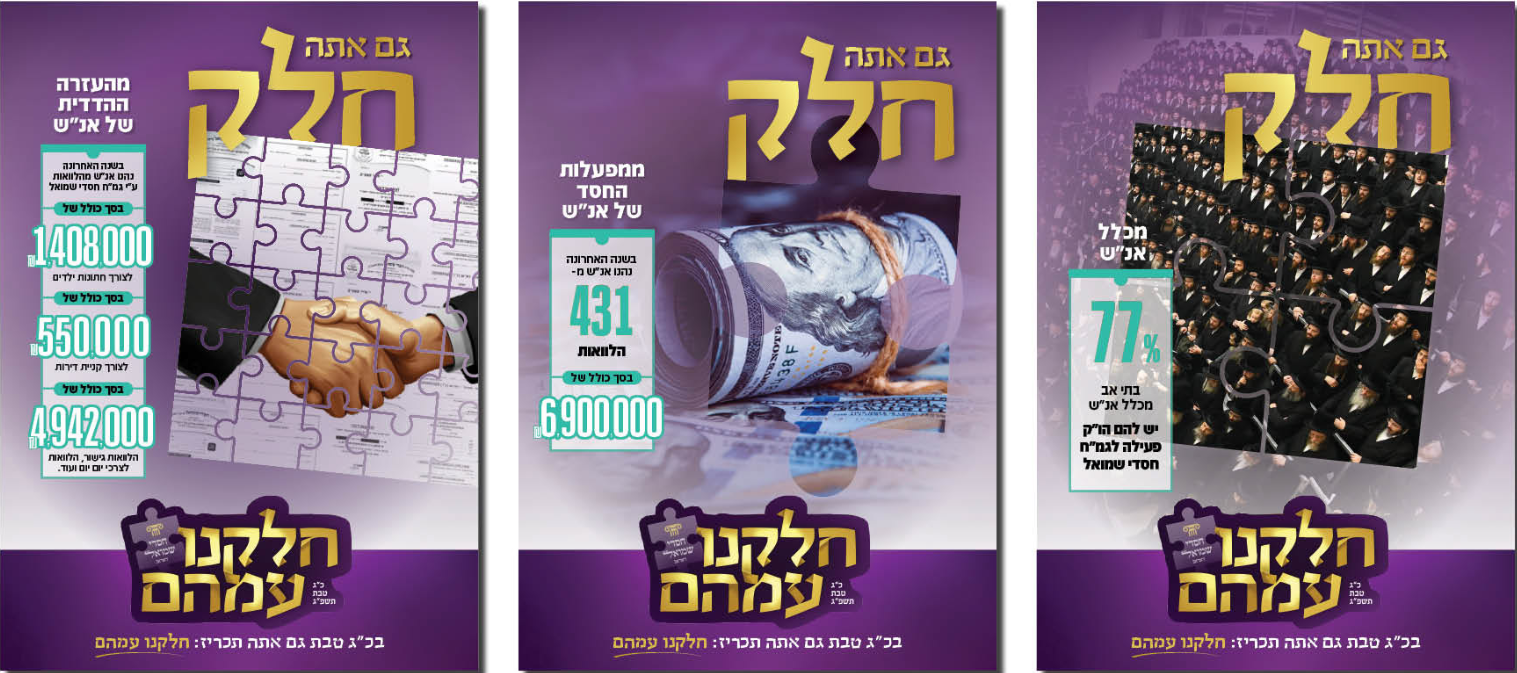 גם אתה
חלק
מכלל
אנ״ש
77%
בתי אב
מכלל אנ״ש
יש להם הו״ק
פעילה לגמ״ח
חסדי שמואל
חסדי
שמואל
חלקנו
עמהם
כ״ג
טבת
תשפ״ג
בכ״ג טבת גם אתה תכריז: חלקנו עמהם
גם אתה
חלק
ממפעלות
החסד
של אנ״ש
בשנה האחרונה
נהנו אנ״ש מ-
431
הלוואות
בסך כולל של
6,900,000₪
חסדי
שמואל
חלקנו
עמהם
כ״ג
טבת
תשפ״ג
בכ״ג טבת גם אתה תכריז: חלקנו עמהם
גם אתה
חלק
מהעזרה
ההדדית
של אנ״ש
בשנה האחרונה
נהנו אנ״ש מהלוואות
ע״י גמ״ח חסדי שמואל
בסך כולל של
1,408,000₪
לצורך חתונות ילדים
בסך כולל של
550,000₪
לצורך קניית דירות
בסך כולל של
4,942,000₪
הלוואות גישור, הלוואות
לצרכי יום יום ועוד.
חסדי
שמואל
חלקנו
עמהם
כ״ג
טבת
תשפ״ג
בכ״ג טבת גם אתה תכריז: חלקנו עמהם